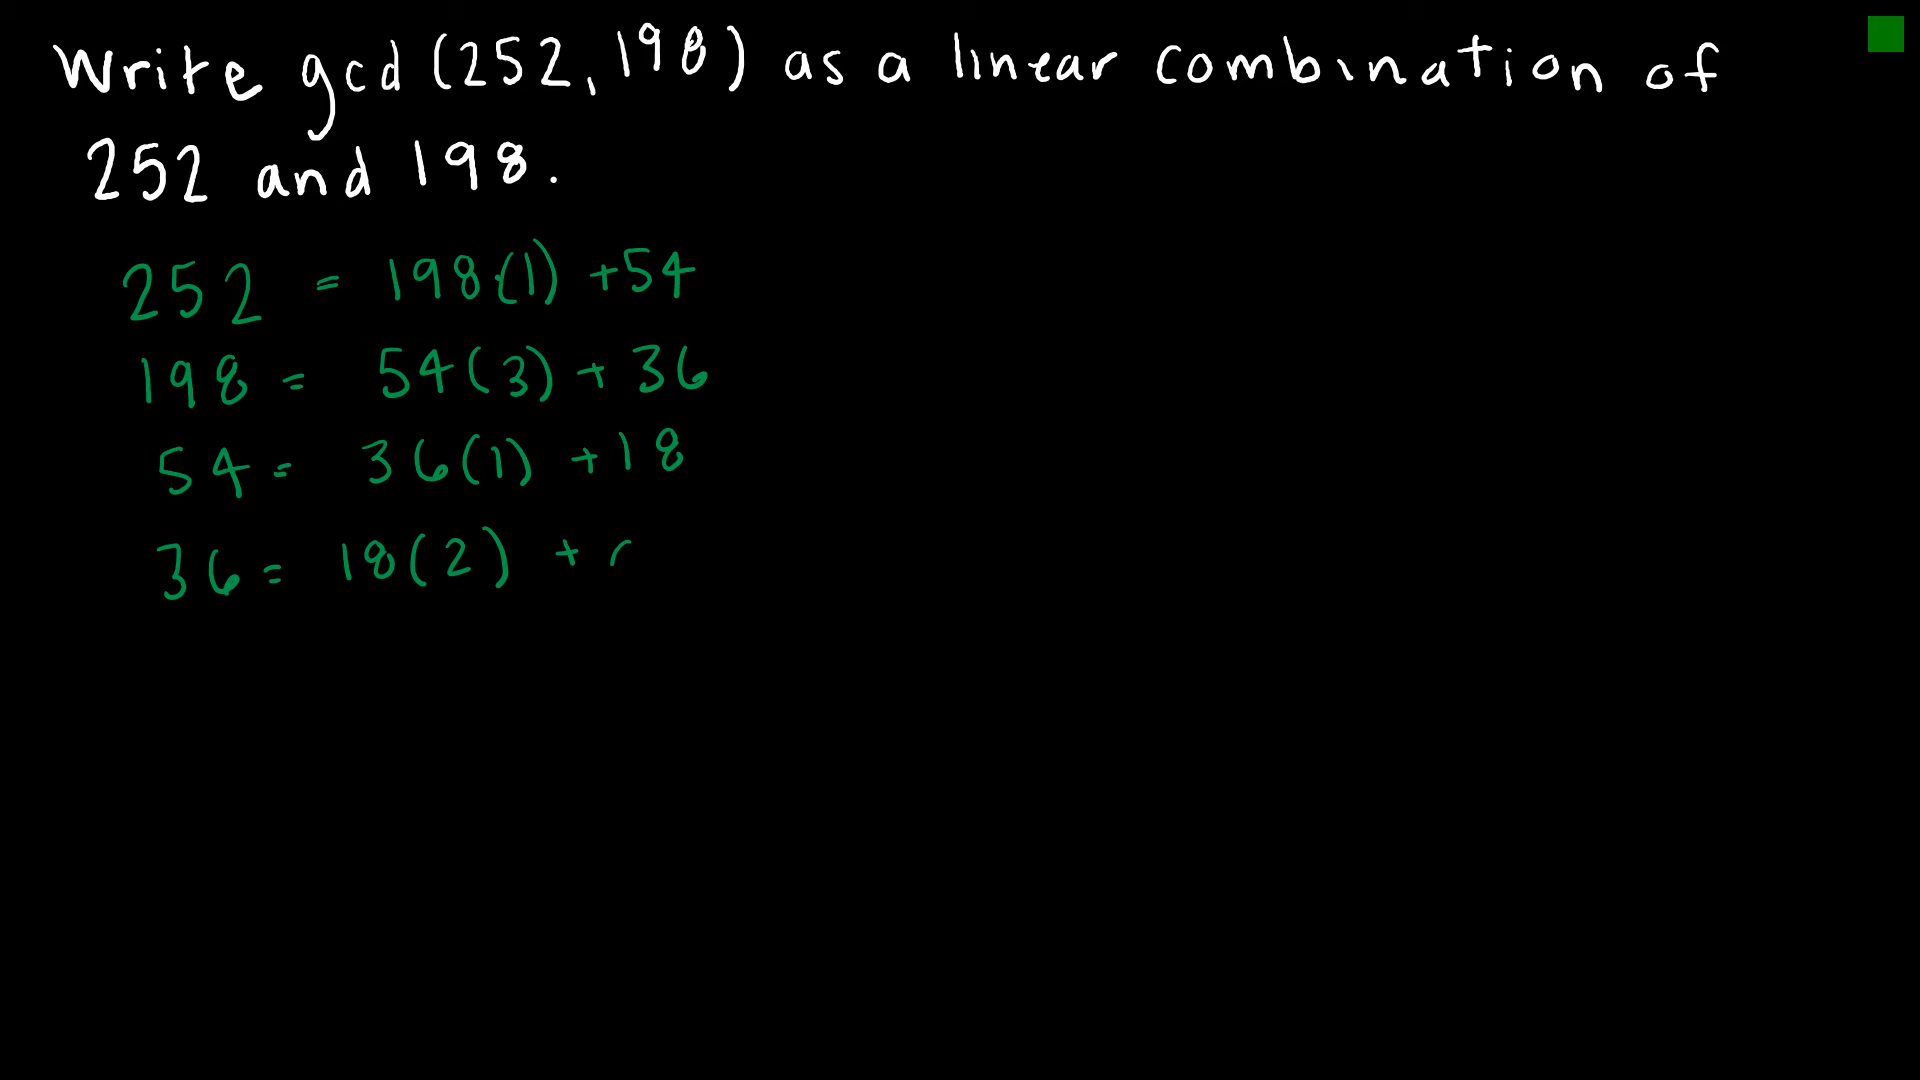 Write gcd (252, 198) as a linear combination of
252 and 198.
252 = 198(1) +54
198 = 54(3) + 36
54 = 36(1) +18
36 = 18(2) +